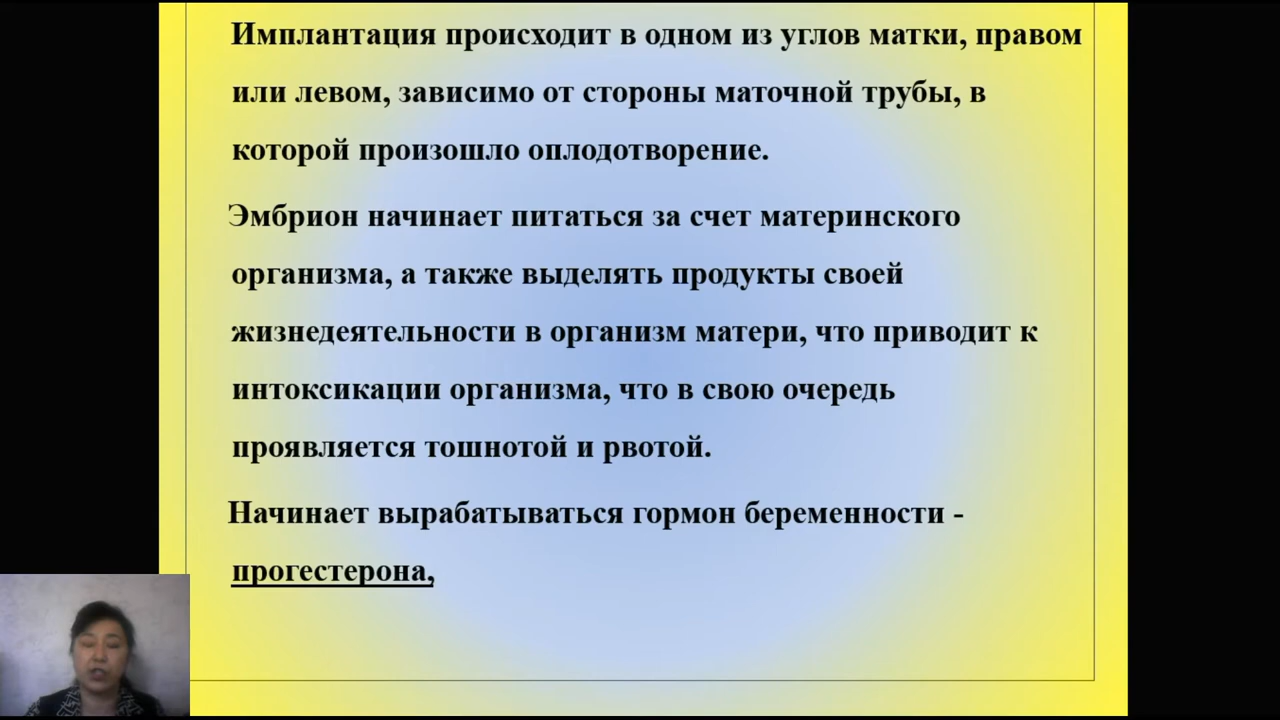 Имплантация происходит в одном из углов матки, правом
или левом, зависимо от стороны маточной трубы, в
которой произошло оплодотворение.
Эмбрион начинает питаться за счет материнского
организма, а также выделять продукты своей
жизнедеятельности в организм матери, что приводит к
интоксикации организма, что в свою очередь
проявляется тошнотой и рвотой.
Начинает вырабатываться гормон беременности -
прогестерона,